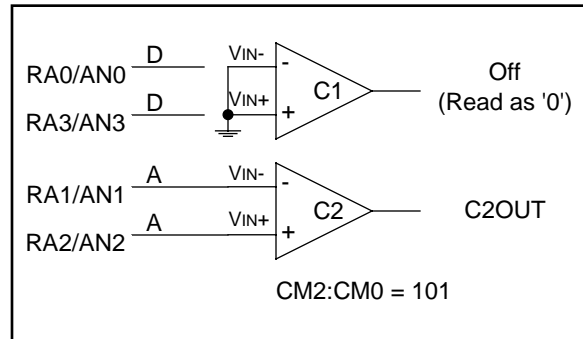 RA0/AN0 D VIN- - C1 Off
(Read as '0')
RA3/AN3 D VIN+ +
RA1/AN1 A VIN- - C2 C2OUT
RA2/AN2 A VIN+ +
CM2:CM0 = 101